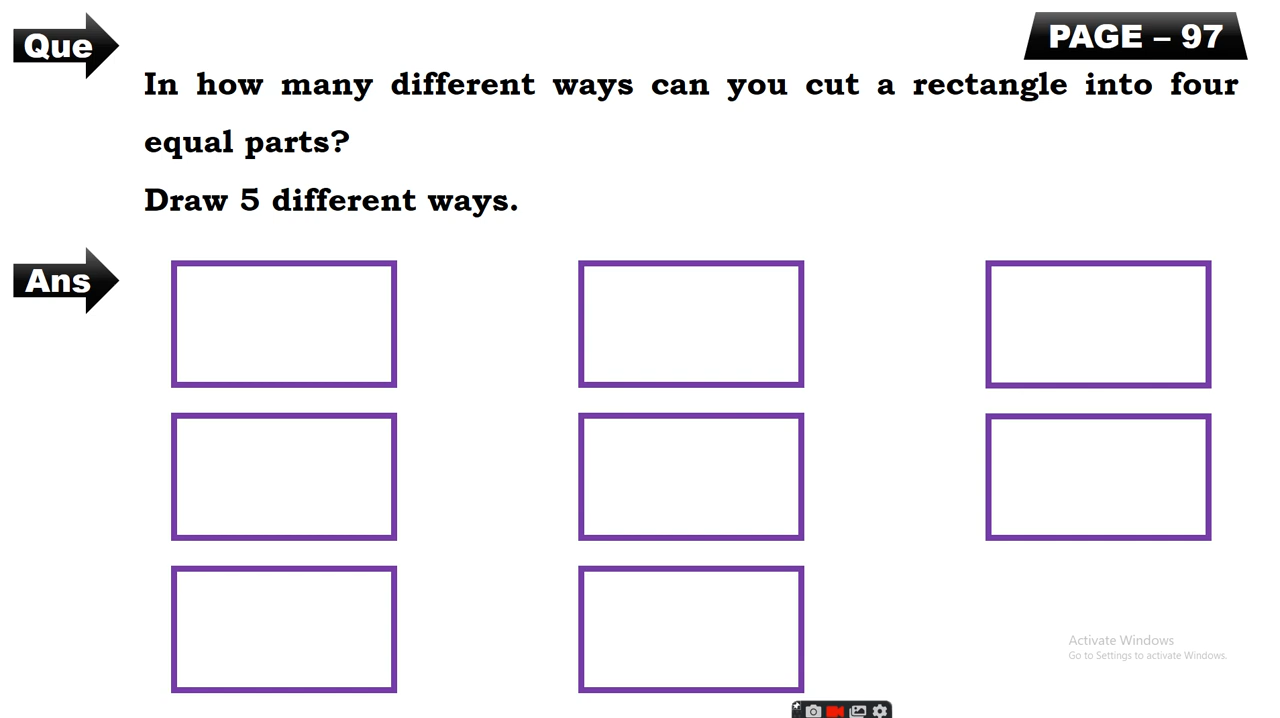 Que
PAGE – 97
In how many different ways can you cut a rectangle into four
equal parts?
Draw 5 different ways.
Ans
Activate Windows
Go to Settings to activate Windows.